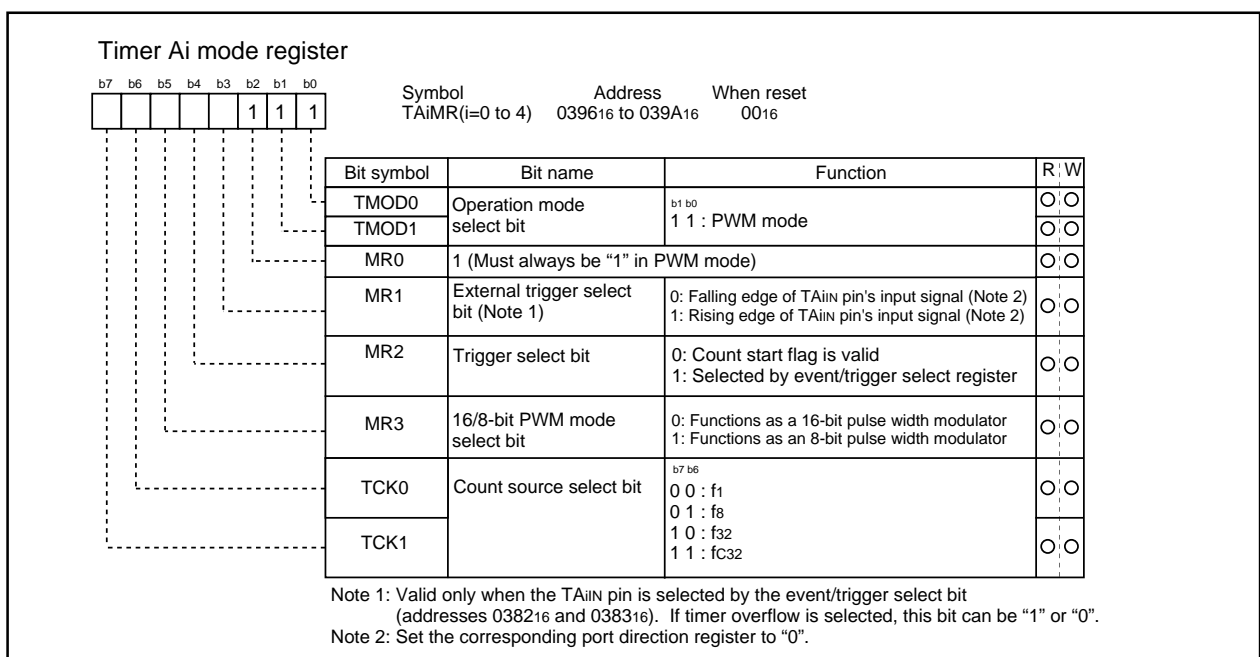 Timer Ai mode register
b7 b6 b5 b4 b3 b2 b1 b0
1 1 1
Symbol Address When reset
TAiMR(i=0 to 4) 039616 to 039A16 0016
Bit symbol Bit name Function R W
TMOD0 Operation mode select bit b1 b0
TMOD1 1 1 : PWM mode
MR0 1 (Must always be “1” in PWM mode)
MR1 External trigger select 0: Falling edge of TAiIN pin's input signal (Note 2)
bit (Note 1) 1: Rising edge of TAiIN pin's input signal (Note 2)
MR2 Trigger select bit 0: Count start flag is valid
1: Selected by event/trigger select register
MR3 16/8-bit PWM mode 0: Functions as a 16-bit pulse width modulator
select bit 1: Functions as an 8-bit pulse width modulator
b7 b6
TCK0 Count source select bit 0 0 : f1
0 1 : f8
TCK1 1 0 : f32
1 1 : fC32
Note 1: Valid only when the TAiIN pin is selected by the event/trigger select bit
(addresses 038216 and 038316). If timer overflow is selected, this bit can be “1” or “0”.
Note 2: Set the corresponding port direction register to “0”.